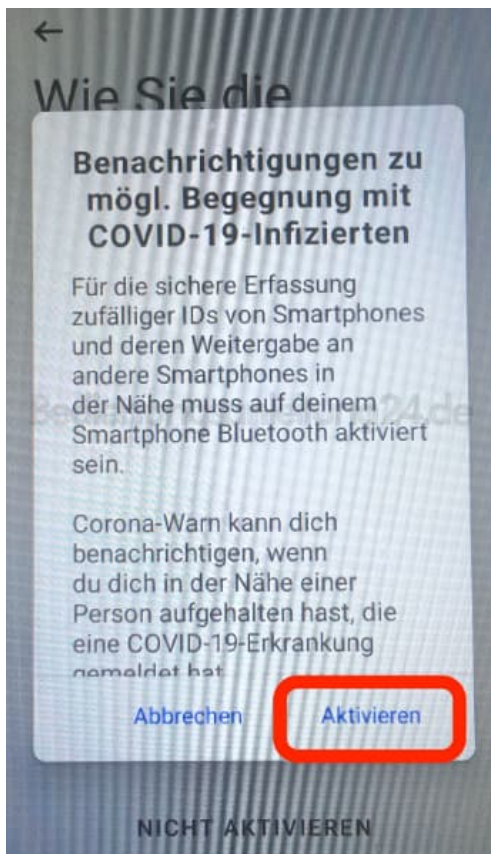 Wie Sie die
Benachrichtigungen zu
mögl. Begegnung mit
COVID-19-Infizierten
Für die sichere Erfassung
zufälliger IDs von Smartphones
und deren Weitergabe an
andere Smartphones in
der Nähe muss auf deinem
Smartphone Bluetooth aktiviert
sein.
Corona-Warn kann dich
benachrichtigen, wenn
du dich in der Nähe einer
Person aufgehalten hast, die
eine COVID-19-Erkrankung
gemeldet hat
Abbrechen
Aktivieren
NICHT AKTIVIEREN